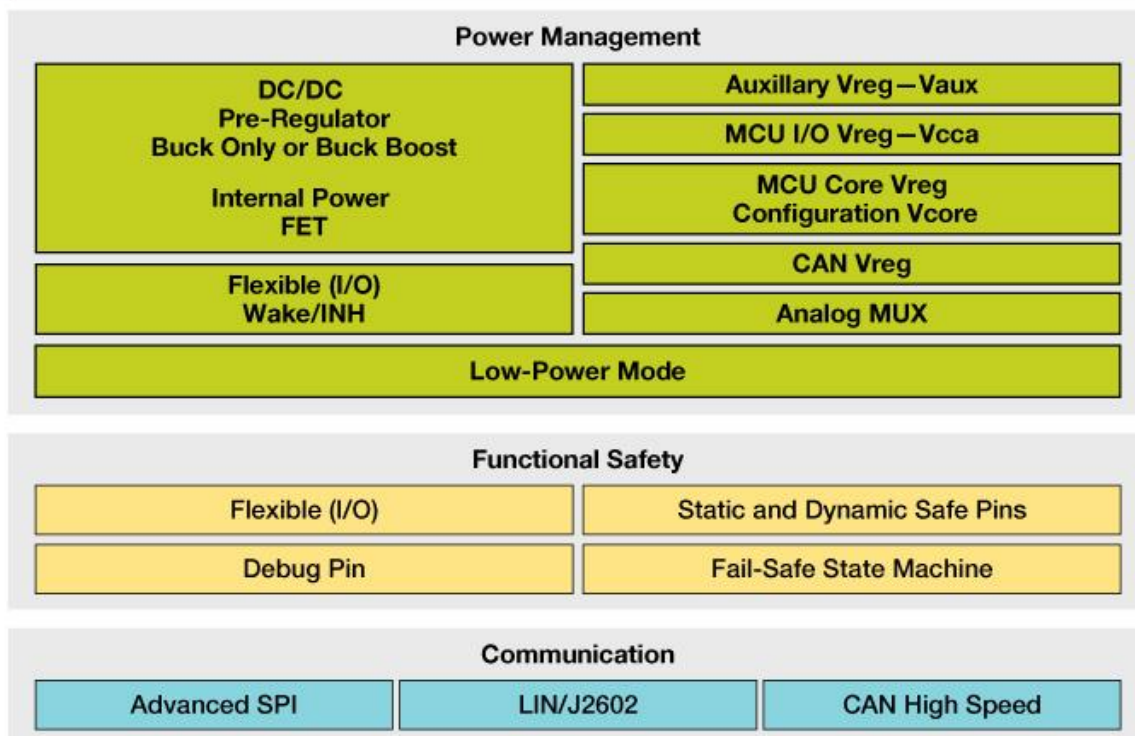 Power Management
DC/DC
Pre-Regulator
Buck Only or Buck Boost
Internal Power
FET
Flexible (I/O)
Wake/INH
Auxillary Vreg—Vaux
MCU I/O Vreg—Vcca
MCU Core Vreg
Configuration Vcore
CAN Vreg
Analog MUX
Low-Power Mode
Functional Safety
Flexible (I/O)
Static and Dynamic Safe Pins
Debug Pin
Fail-Safe State Machine
Communication
Advanced SPI
LIN/J2602
CAN High Speed